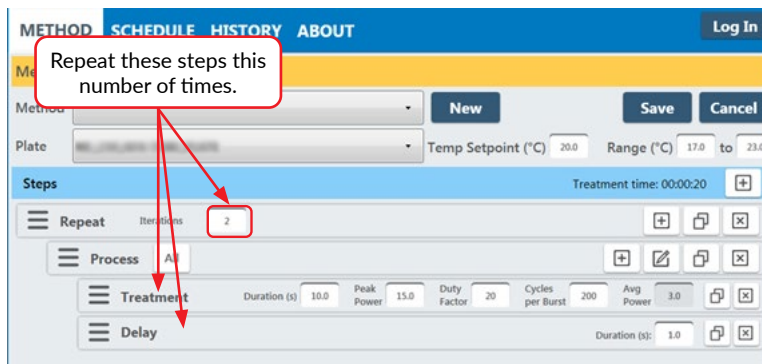 METHOD SCHEDULE HISTORY ABOUT Log In
Repeat these steps this
number of times.
Me
Method New Save Cancel
Plate Temp Setpoint (°C) 20.0 Range (°C) 17.0 to 23.0
Steps Treatment time: 00:00:20
Repeat Iterations 2
Process All
Treatment Duration (s) 10.0 Peak Power 15.0 Duty Factor 20 Cycles per Burst 200 Avg Power 3.0
Delay Duration (s): 1.0